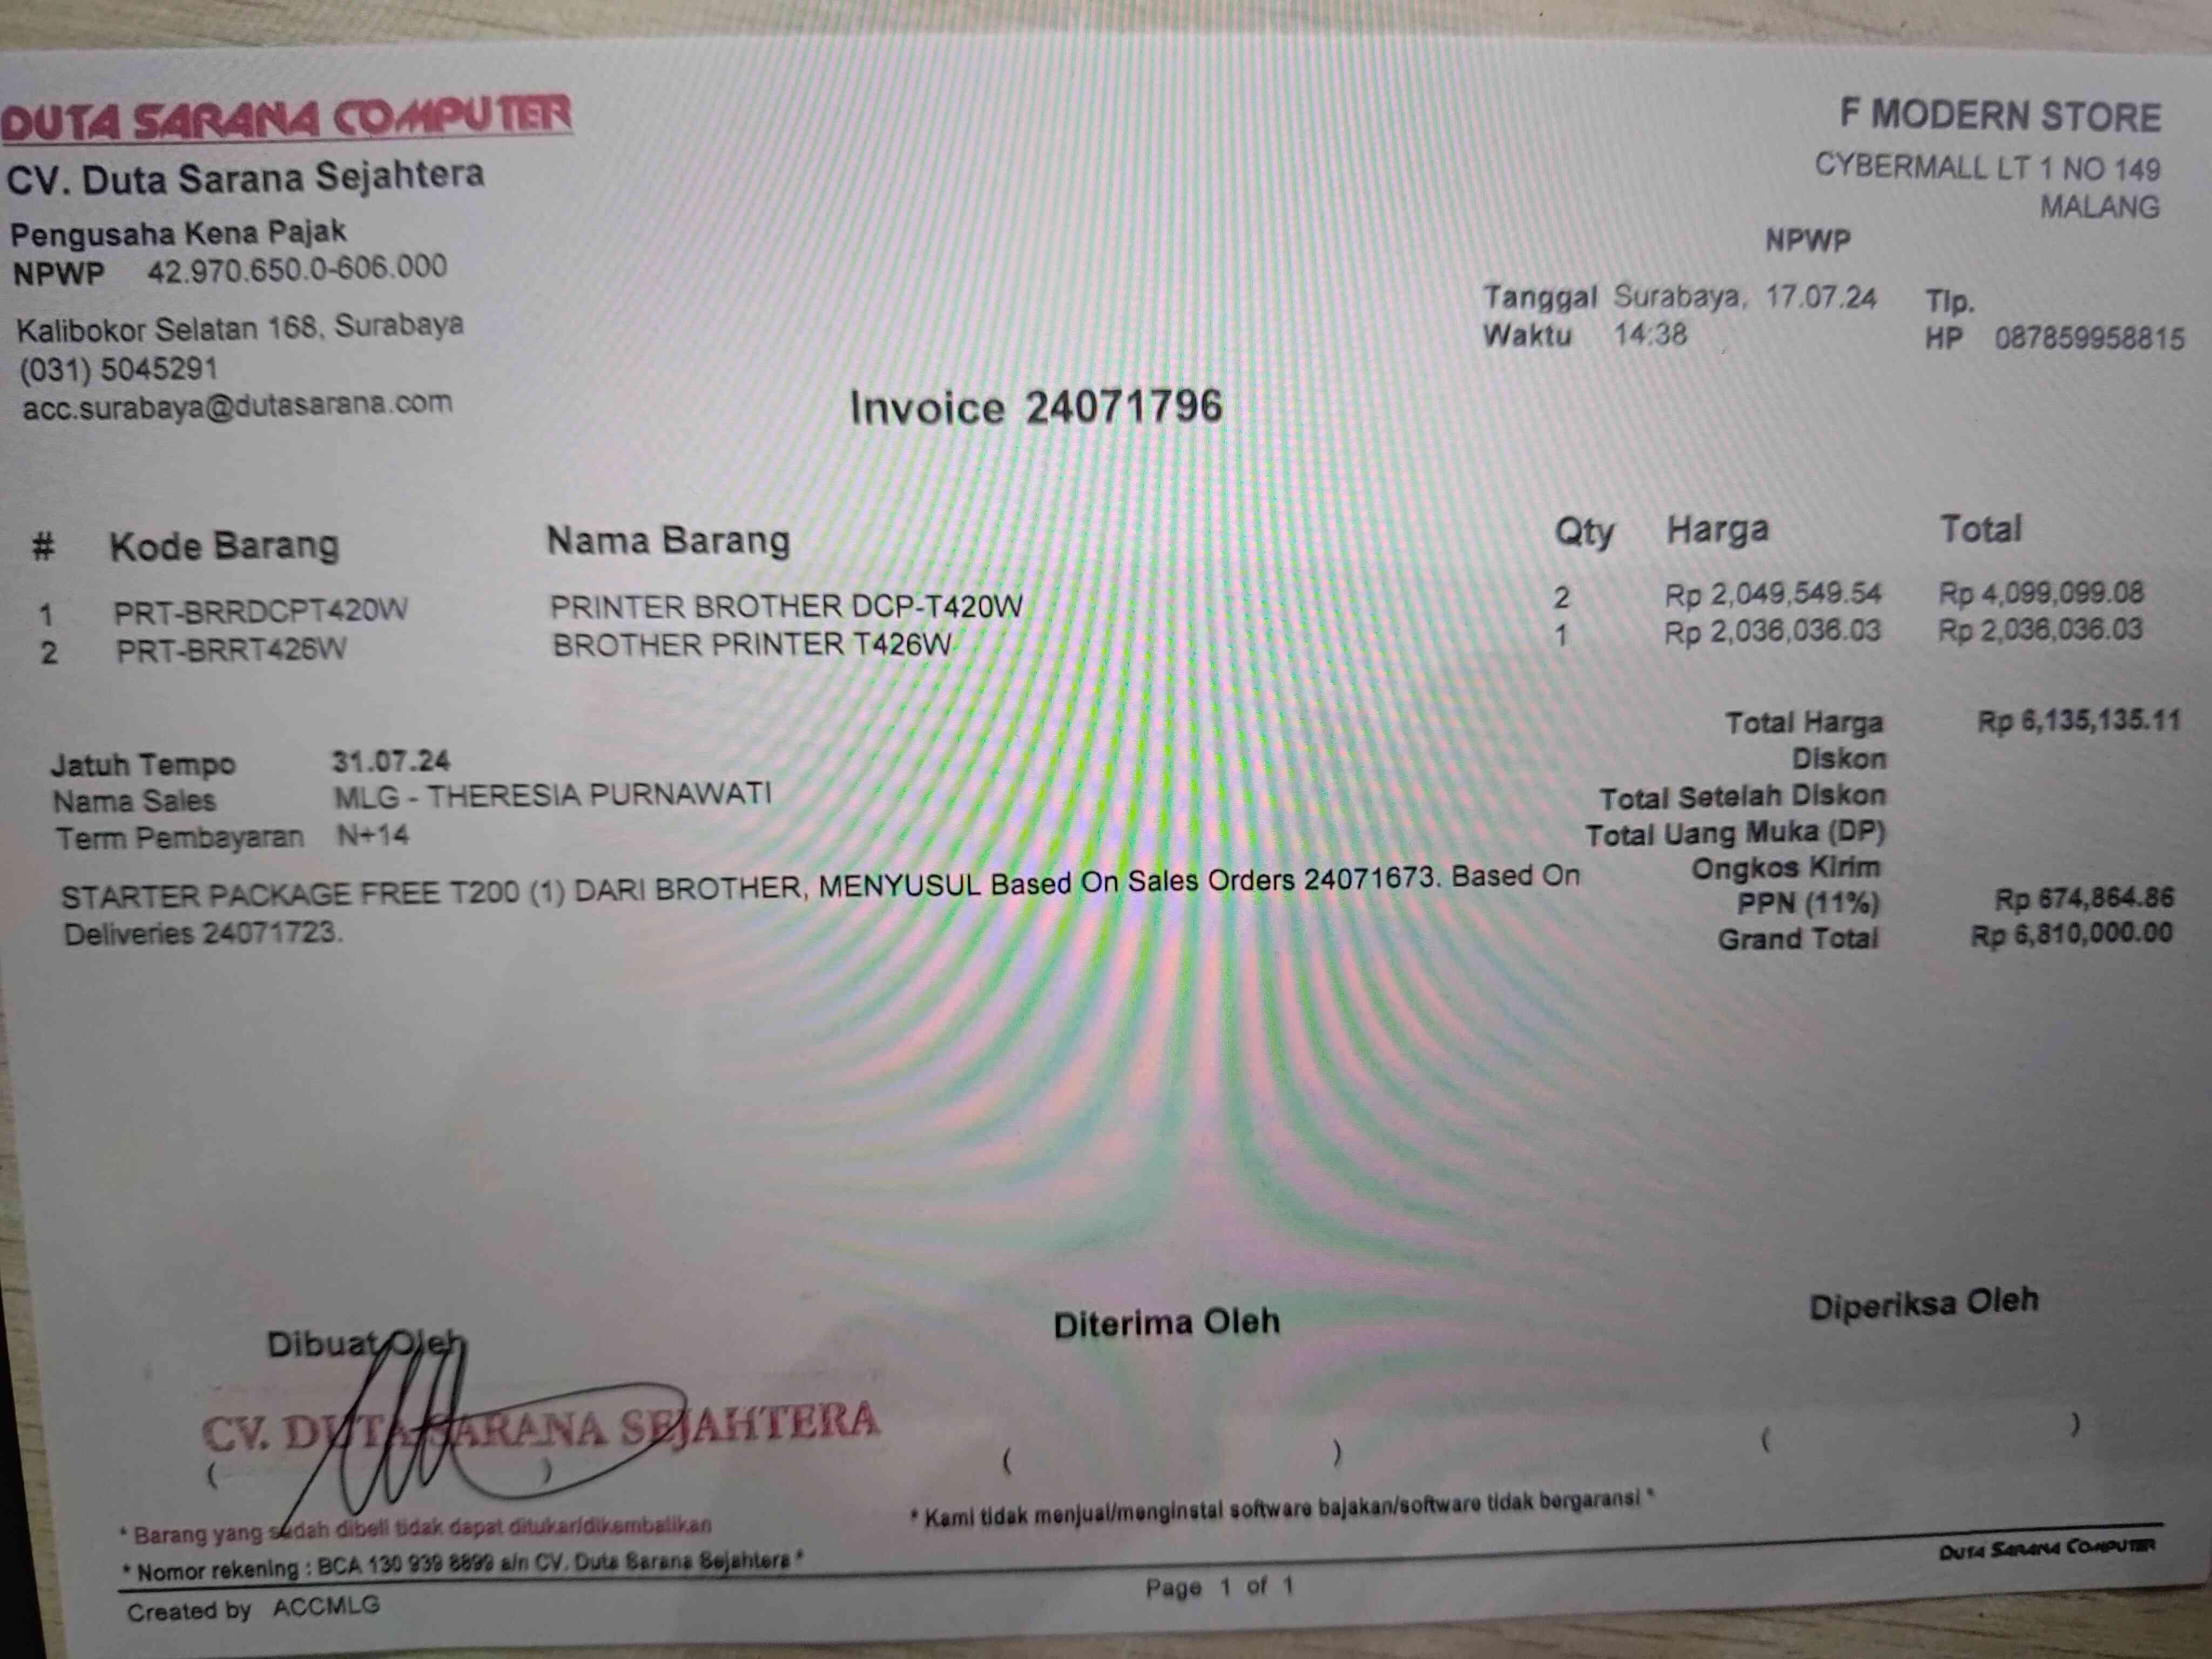 DUTA SARANA COMPUTER
CV. Duta Sarana Sejahtera
Pengusaha Kena Pajak
NPWP 42.970.650.0-606.000
Kalibokor Selatan 168, Surabaya
(031) 5045291
acc.surabaya@dutasarana.com
F MODERN STORE
CYBERMALL LT 1 NO 149
MALANG
NPWP
Tanggal Surabaya, 17.07.24 Tlp.
Waktu 14:38 HP 087859958815
Invoice 24071796
# Kode Barang Nama Barang Qty Harga Total
1 PRT-BRRDCPT420W PRINTER BROTHER DCP-T420W 2 Rp 2,049,549.54 Rp 4,099,099.08
2 PRT-BRRT426W BROTHER PRINTER T426W 1 Rp 2,036,036.03 Rp 2,036,036.03
Jatuh Tempo 31.07.24
Nama Sales MLG - THERESIA PURNAWATI
Term Pembayaran N+14
STARTER PACKAGE FREE T200 (1) DARI BROTHER, MENYUSUL Based On Sales Orders 24071673. Based On
Deliveries 24071723.
Total Harga Rp 6,135,135.11
Diskon
Total Setelah Diskon
Total Uang Muka (DP)
Ongkos Kirim
PPN (11%) Rp 674,864.86
Grand Total Rp 6,810,000.00
Dibuat Oleh Diterima Oleh Diperiksa Oleh
CV. DUTA SARANA SEJAHTERA
( ) ( ) ( )
* Barang yang sudah dibeli tidak dapat ditukar/dikembalikan
* Kami tidak menjual/menginstal software bajakan/software tidak bergaransi *
* Nomor rekening : BCA 130 939 8899 a/n CV. Duta Sarana Sejahtera *
DUTA SARANA COMPUTER
Created by ACCMLG
Page 1 of 1